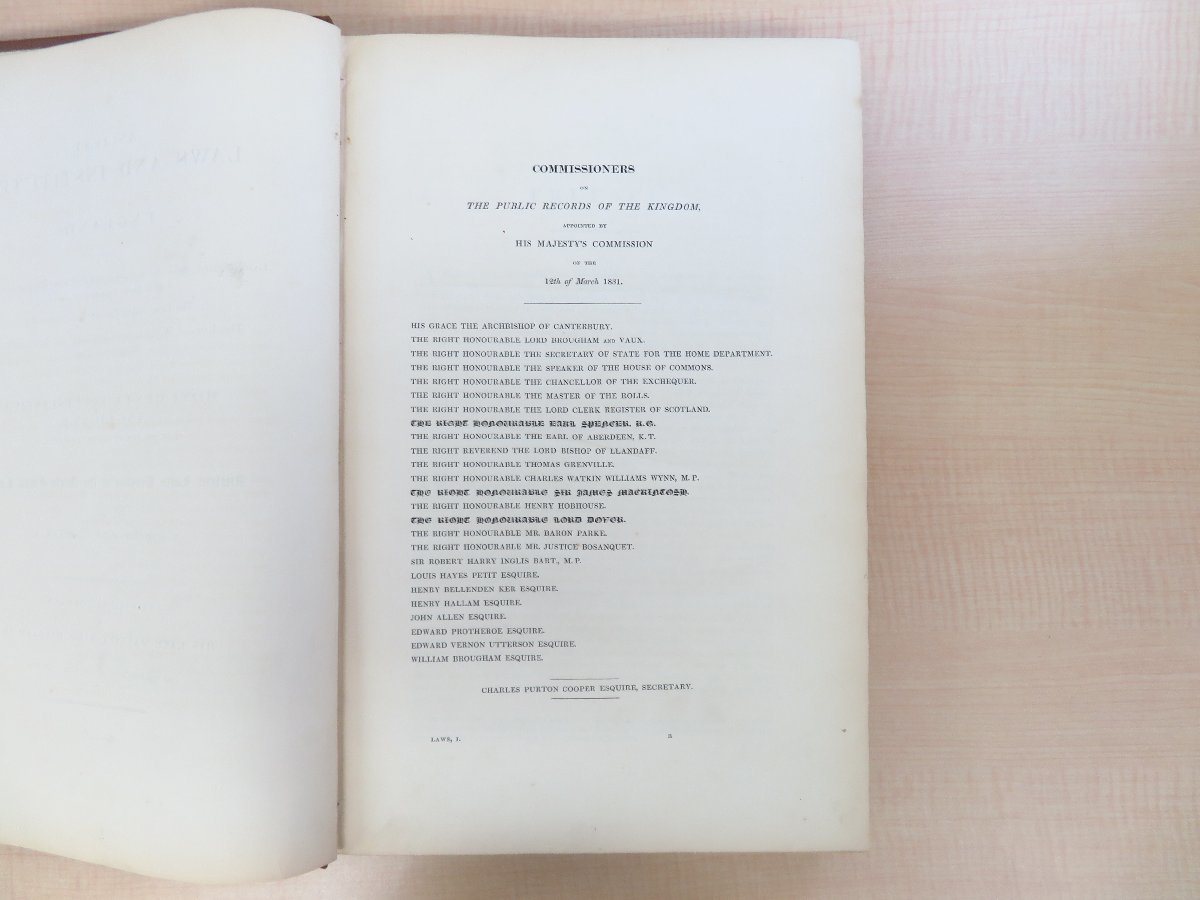 COMMISSIONERS
ON
THE PUBLIC RECORDS OF THE KINGDOM,
APPOINTED BY
HIS MAJESTY'S COMMISSION
OF THE
12th of March 1831.
HIS GRACE THE ARCHBISHOP OF CANTERBURY.
THE RIGHT HONOURABLE LORD BROUGHAM AND VAUX.
THE RIGHT HONOURABLE THE SECRETARY OF STATE FOR THE HOME DEPARTMENT.
THE RIGHT HONOURABLE THE SPEAKER OF THE HOUSE OF COMMONS.
THE RIGHT HONOURABLE THE CHANCELLOR OF THE EXCHEQUER.
THE RIGHT HONOURABLE THE MASTER OF THE ROLLS.
THE RIGHT HONOURABLE THE LORD CLERK REGISTER OF SCOTLAND.
THE RIGHT HONOURABLE EARL SPENCER, K.G.
THE RIGHT HONOURABLE THE EARL OF ABERDEEN, K. T.
THE RIGHT REVEREND THE LORD BISHOP OF LLANDAFF.
THE RIGHT HONOURABLE THOMAS GRENVILLE.
THE RIGHT HONOURABLE CHARLES WATKIN WILLIAMS WYNN, M. P.
THE RIGHT HONOURABLE SIR JAMES MACKINTOSH.
THE RIGHT HONOURABLE HENRY HOBHOUSE.
THE RIGHT HONOURABLE LORD DOVER.
THE RIGHT HONOURABLE MR. BARON PARKE.
THE RIGHT HONOURABLE MR. JUSTICE BOSANQUET.
SIR ROBERT HARRY INGLIS BART., M. P.
LOUIS HAYES PETIT ESQUIRE.
HENRY BELLENDEN KER ESQUIRE.
HENRY HALLAM ESQUIRE.
JOHN ALLEN ESQUIRE.
EDWARD PROTHEROE ESQUIRE.
EDWARD VERNON UTTERSON ESQUIRE.
WILLIAM BROUGHAM ESQUIRE.
CHARLES PURTON COOPER ESQUIRE, SECRETARY.
LAWS, I. B